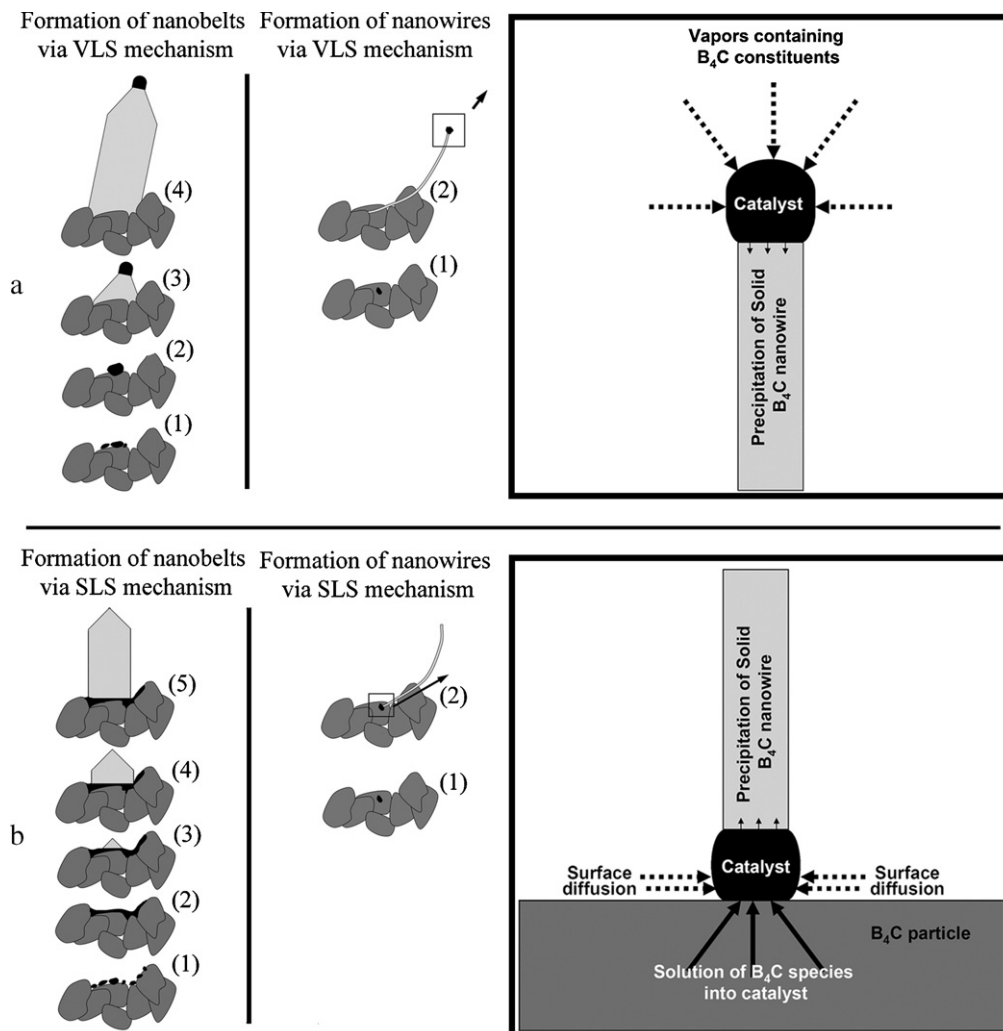 Formation of nanobelts
via VLS mechanism
(4)
(3)
(2)
(1)
a
Formation of nanowires
via VLS mechanism
(2)
(1)
Vapors containing
B₄C constituents
Catalyst
Precipitation of Solid
B₄C nanowire
Formation of nanobelts
via SLS mechanism
(5)
(4)
(3)
(2)
(1)
b
Formation of nanowires
via SLS mechanism
(2)
(1)
Precipitation of Solid
B₄C nanowire
Catalyst
Surface
diffusion
Surface
diffusion
B₄C particle
Solution of B₄C species
into catalyst